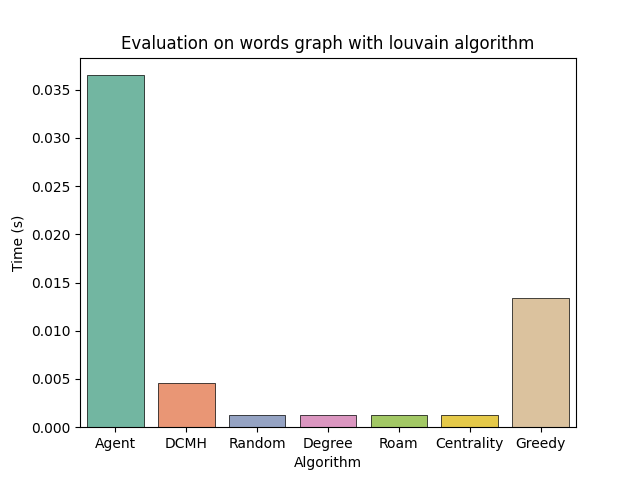 Evaluation on words graph with louvain algorithm
Time (s)
0.035
0.030
0.025
0.020
0.015
0.010
0.005
0.000
Agent DCMH Random Degree Roam Centrality Greedy
Algorithm